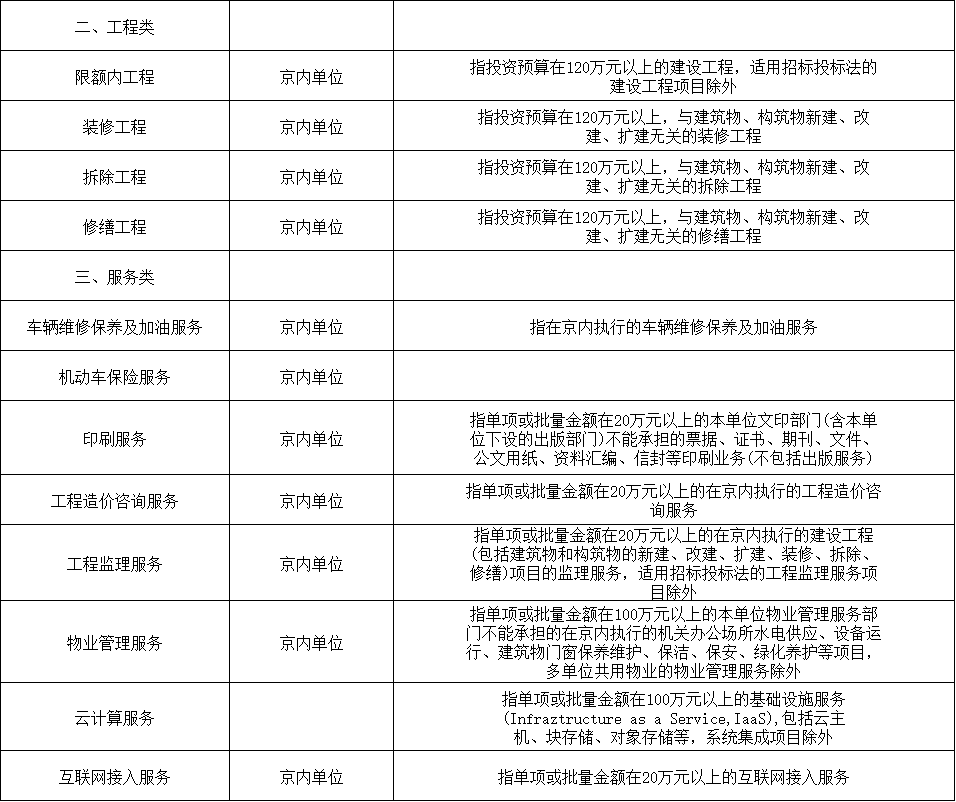 二、工程类
限额内工程
京内单位
指投资预算在120万元以上的建设工程，适用招标投标法的
建设工程项目除外
装修工程
京内单位
指投资预算在120万元以上，与建筑物、构筑物新建、改
建、扩建无关的装修工程
拆除工程
京内单位
指投资预算在120万元以上，与建筑物、构筑物新建、改
建、扩建无关的拆除工程
修缮工程
京内单位
指投资预算在120万元以上，与建筑物、构筑物新建、改
建、扩建无关的修缮工程
三、服务类
车辆维修保养及加油服务
京内单位
指在京内执行的车辆维修保养及加油服务
机动车保险服务
京内单位
印刷服务
京内单位
指单项或批量金额在20万元以上的本单位文印部门(含本单
位下设的出版部门)不能承担的票据、证书、期刊、文件、
公文用纸、资料汇编、信封等印刷业务(不包括出版服务)
工程造价咨询服务
京内单位
指单项或批量金额在20万元以上的在京内执行的工程造价咨
询服务
工程监理服务
京内单位
指单项或批量金额在20万元以上的在京内执行的建设工程
(包括建筑物和构筑物的新建、改建、扩建、装修、拆除、
修缮)项目的监理服务，适用招标投标法的工程监理服务项
目除外
物业管理服务
京内单位
指单项或批量金额在100万元以上的本单位物业管理服务部
门不能承担的在京内执行的机关办公场所水电供应、设备运
行、建筑物门窗保养维护、保洁、保安、绿化养护等项目，
多单位共用物业的物业管理服务除外
云计算服务
指单项或批量金额在100万元以上的基础设施服务
(Infraztructure as a Service,IaaS),包括云主
机、块存储、对象存储等，系统集成项目除外
互联网接入服务
京内单位
指单项或批量金额在20万元以上的互联网接入服务